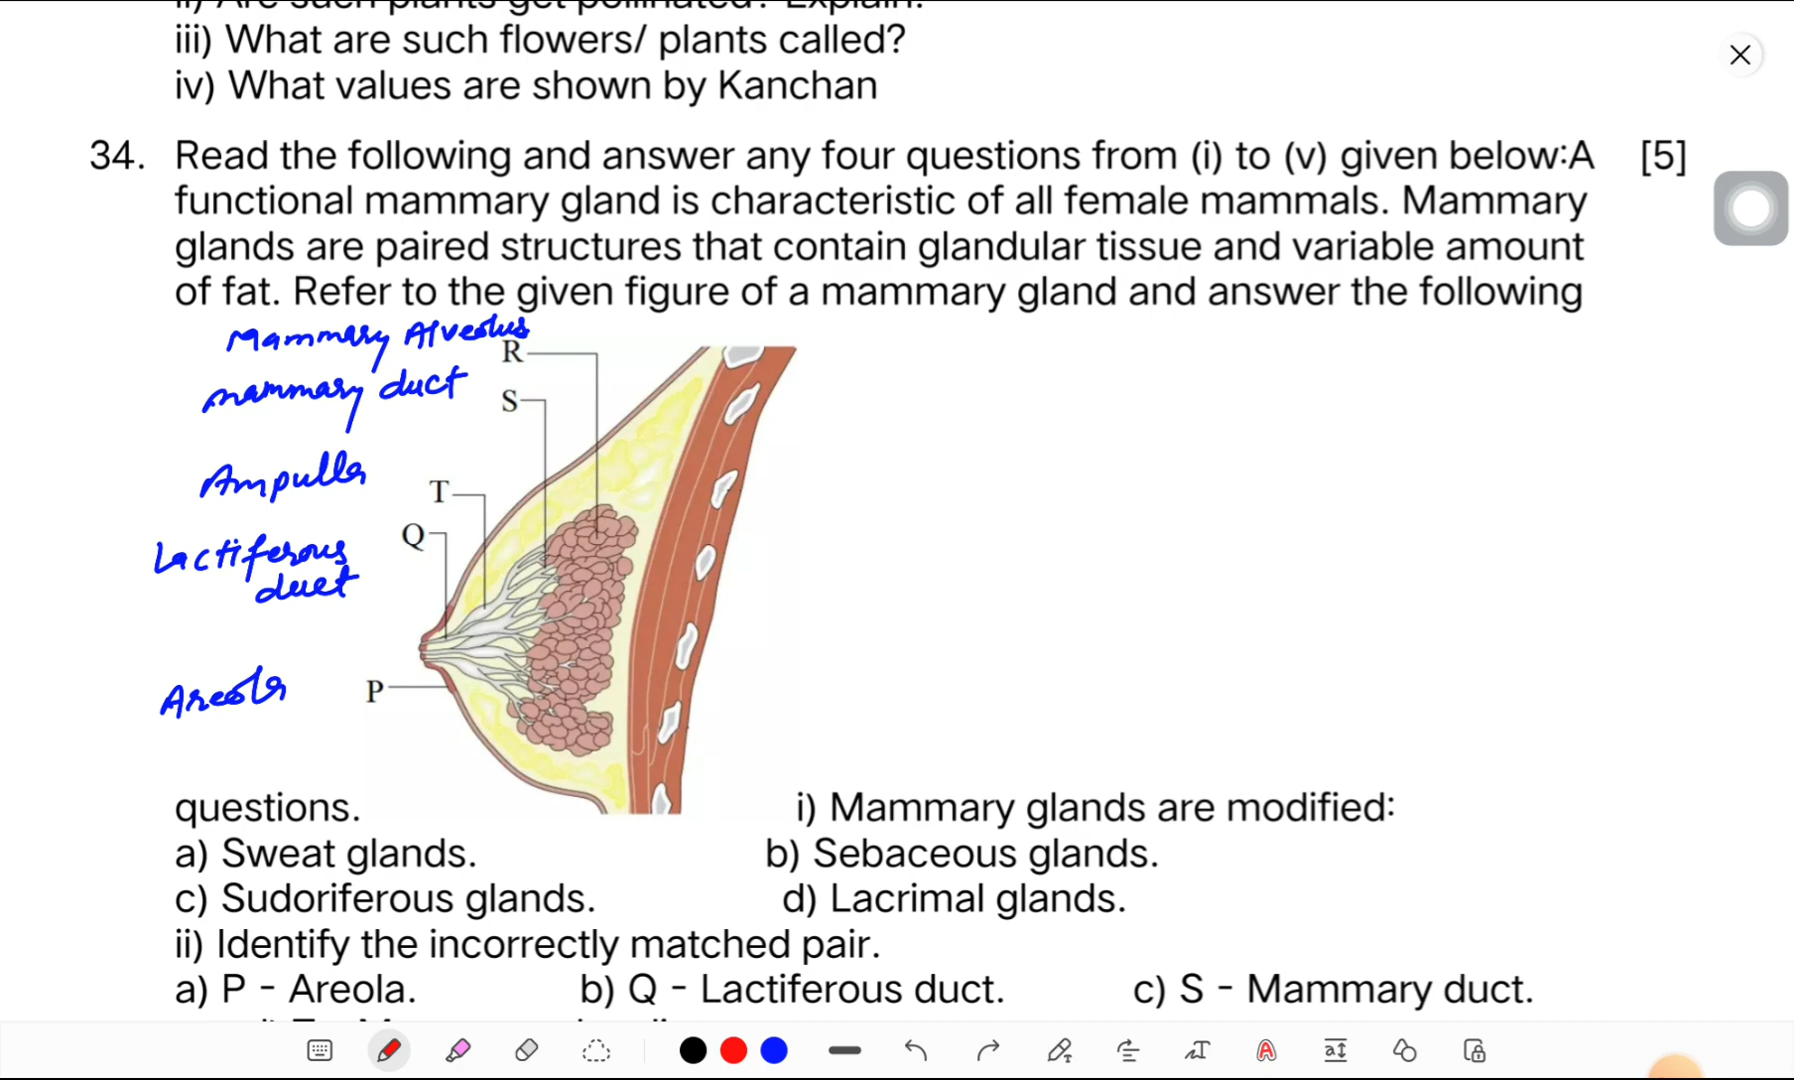 iii) What are such flowers/ plants called?
iv) What values are shown by Kanchan
34. Read the following and answer any four questions from (i) to (v) given below:A [5]
functional mammary gland is characteristic of all female mammals. Mammary
glands are paired structures that contain glandular tissue and variable amount
of fat. Refer to the given figure of a mammary gland and answer the following
Mammary Alveolus
R
mammary duct
S
Ampulla
T
Q
Lactiferous
duct
Areola
P
questions. i) Mammary glands are modified:
a) Sweat glands. b) Sebaceous glands.
c) Sudoriferous glands. d) Lacrimal glands.
ii) Identify the incorrectly matched pair.
a) P - Areola. b) Q - Lactiferous duct. c) S - Mammary duct.